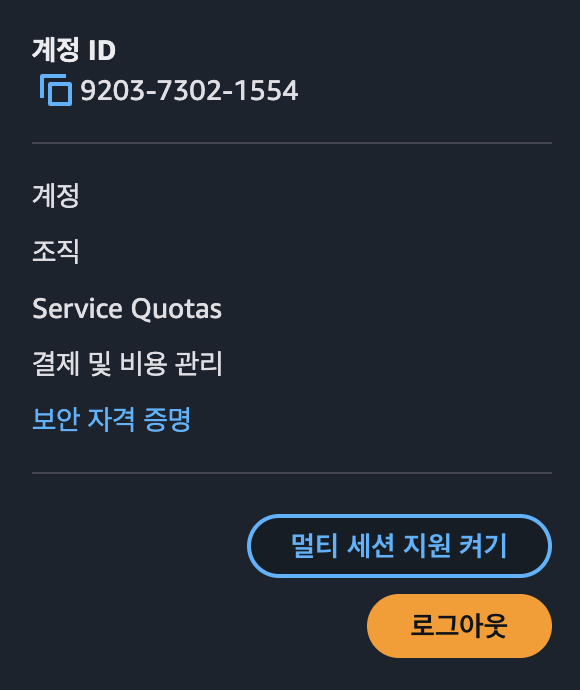 계정 ID
9203-7302-1554
계정
조직
Service Quotas
결제 및 비용 관리
보안 자격 증명
멀티 세션 지원 켜기
로그아웃